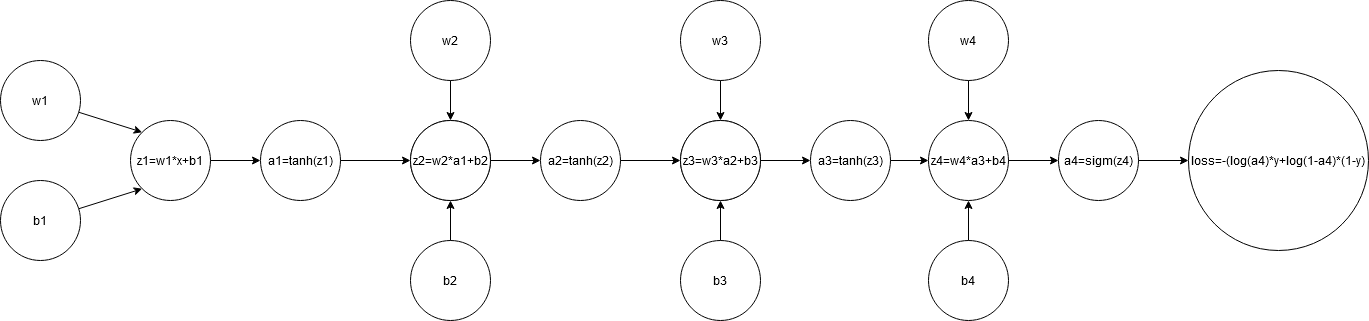 w1
b1
z1=w1*x+b1
a1=tanh(z1)
w2
z2=w2*a1+b2
b2
a2=tanh(z2)
w3
z3=w3*a2+b3
b3
a3=tanh(z3)
w4
z4=w4*a3+b4
b4
a4=sigm(z4)
loss=-(log(a4)*y+log(1-a4)*(1-y)